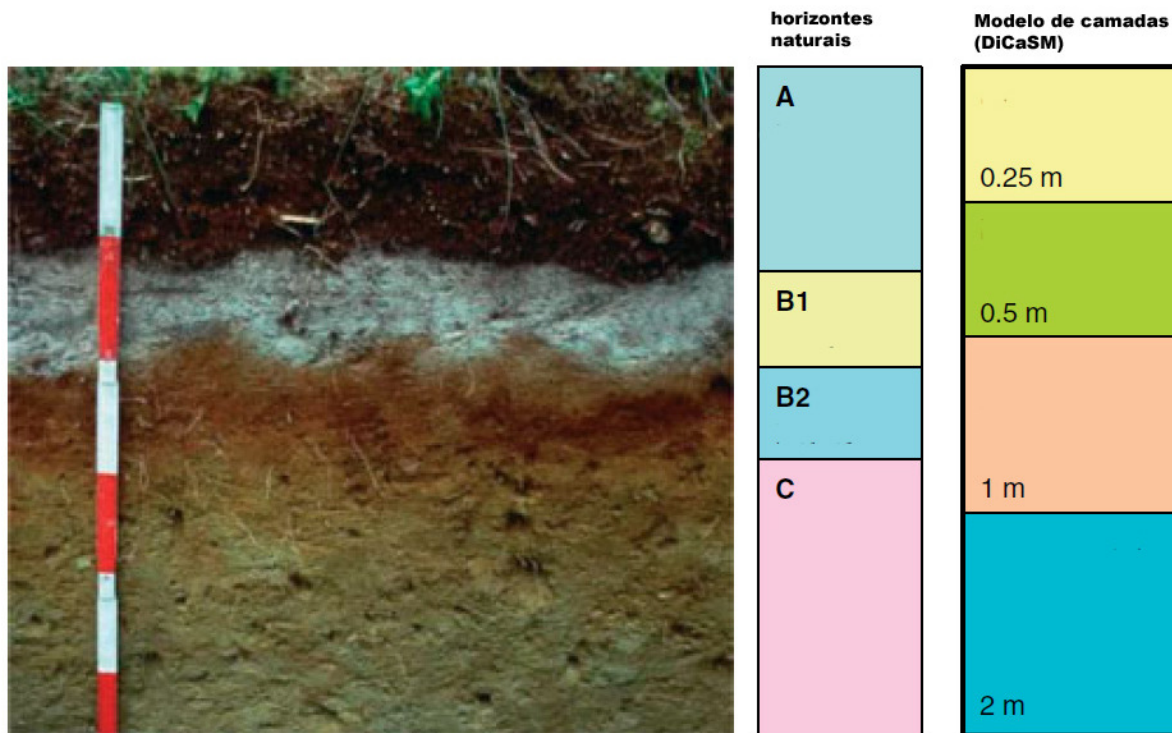 horizontes
naturais
Modelo de camadas
(DiCaSM)
A
B1
B2
C
0.25 m
0.5 m
1 m
2 m